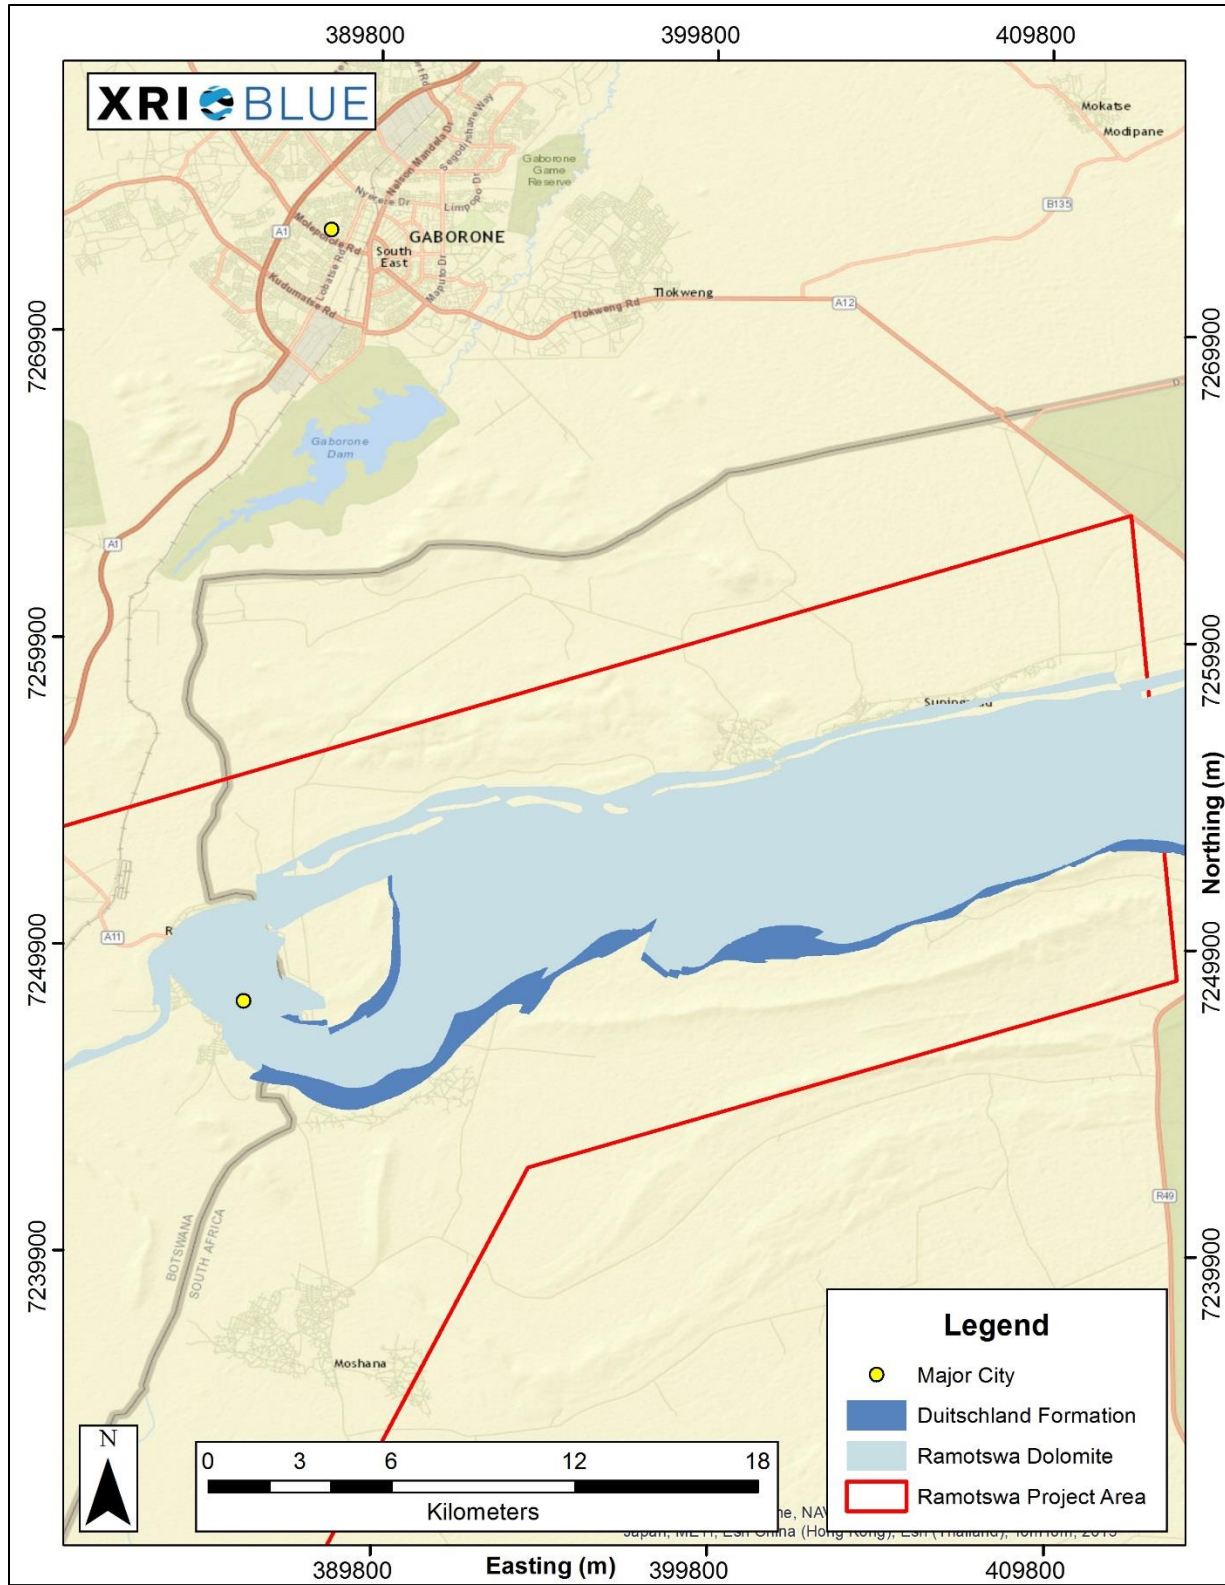 389800
399800
409800
XRI BLUE
Mokatse
Modipane
Gaborone
Game
Reserve
Segoditshane Way
Nelson Mandela Dr
Nyerere Dr
Limpopo Dr
B135
A1
Molepolole Rd
GABORONE
South
East
Lobatse Rd
Maputo Dr
Kudumatse Rd
Tlokweng
Tlokweng Rd
A12
7269900
7269900
Gaborone
Dam
A1
7259900
7259900
Northing (m)
A11
R
7249900
7249900
R49
BOTSWANA
SOUTH AFRICA
7239900
7239900
Moshana
Legend
Major City
Duitschland Formation
Ramotswa Dolomite
Ramotswa Project Area
N
0 3 6 12 18
Kilometers
389800
Easting (m)
399800
409800